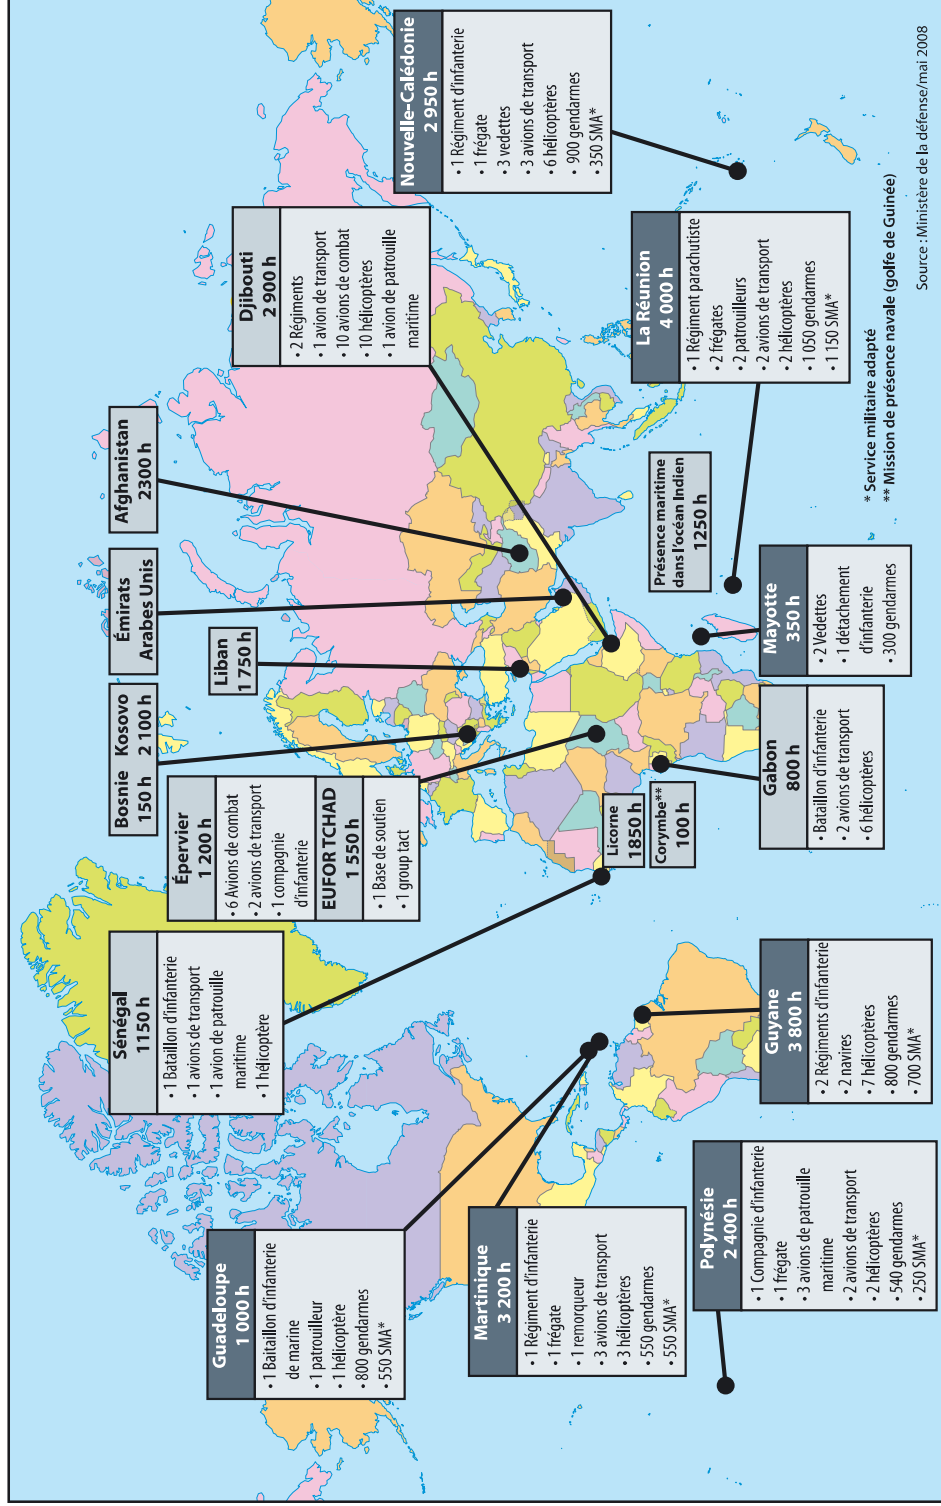 Guadeloupe
1 000 h
• 1 Baitaillon d'infanterie
de marine
• 1 patrouilleur
• 1 hélicoptère
• 800 gendarmes
• 550 SMA*
Martinique
3 200 h
• 1 Régiment d'infanterie
• 1 frégate
• 1 remorqueur
• 3 avions de transport
• 3 hélicoptères
• 550 gendarmes
• 550 SMA*
Polynésie
2 400 h
• 1 Compagnie d'infanterie
• 1 frégate
• 3 avions de patrouille
maritime
• 2 avions de transport
• 2 hélicoptères
• 540 gendarmes
• 250 SMA*
Sénégal
1150 h
• 1 Bataillon d'infanterie
• 1 avions de transport
• 1 avion de patrouille
maritime
• 1 hélicoptère
Guyane
3 800 h
• 2 Régiments d'infanterie
• 2 navires
• 7 hélicoptères
• 800 gendarmes
• 700 SMA*
Épervier
1 200 h
• 6 Avions de combat
• 2 avions de transport
• 1 compagnie
d'infanterie
EUFOR TCHAD
1 550 h
• 1 Base de soutien
• 1 group tact
Licorne
1850 h
Corymbe**
100 h
Gabon
800 h
• Bataillon d'infanterie
• 2 avions de transport
• 6 hélicoptères
Bosnie
150 h
Kosovo
2 100 h
Liban
1 750 h
Émirats
Arabes Unis
Afghanistan
2300 h
Mayotte
350 h
• 2 Vedettes
• 1 détachement
d'infanterie
• 300 gendarmes
Présence maritime
dans l'océan Indien
1250 h
Djibouti
2 900 h
• 2 Régiments
• 1 avion de transport
• 10 avions de combat
• 10 hélicoptères
• 1 avion de patrouille
maritime
La Réunion
4 000 h
• 1 Régiment parachutiste
• 2 frégates
• 2 patrouilleurs
• 2 avions de transport
• 2 hélicoptères
• 1 050 gendarmes
• 1 150 SMA*
Nouvelle-Calédonie
2 950 h
• 1 Régiment d'infanterie
• 1 frégate
• 3 vedettes
• 3 avions de transport
• 6 hélicoptères
• 900 gendarmes
• 350 SMA*
* Service militaire adapté
** Mission de présence navale (golfe de Guinée)
Source : Ministère de la défense/mai 2008